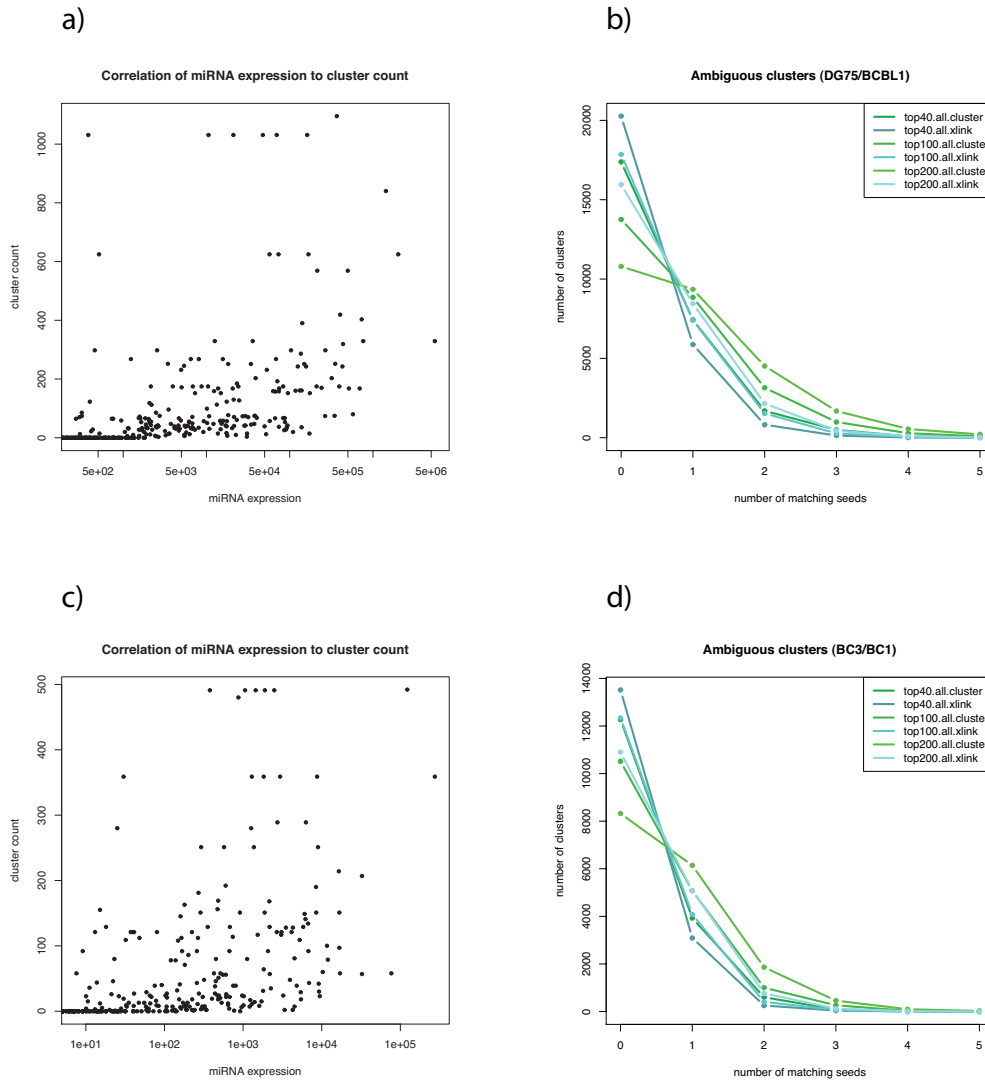 a)
Correlation of miRNA expression to cluster count
cluster count
0
200
400
600
800
1000
5e+02
5e+03
5e+04
5e+05
5e+06
miRNA expression
b)
Ambiguous clusters (DG75/BCBL1)
number of clusters
0
5000
10000
15000
20000
top40.all.cluster
top40.all.xlink
top100.all.cluste
top100.all.xlink
top200.all.cluste
top200.all.xlink
0
1
2
3
4
5
number of matching seeds
c)
Correlation of miRNA expression to cluster count
cluster count
0
100
200
300
400
500
1e+01
1e+02
1e+03
1e+04
1e+05
miRNA expression
d)
Ambiguous clusters (BC3/BC1)
number of clusters
0
2000
4000
6000
8000
10000
12000
14000
top40.all.cluster
top40.all.xlink
top100.all.cluste
top100.all.xlink
top200.all.cluste
top200.all.xlink
0
1
2
3
4
5
number of matching seeds